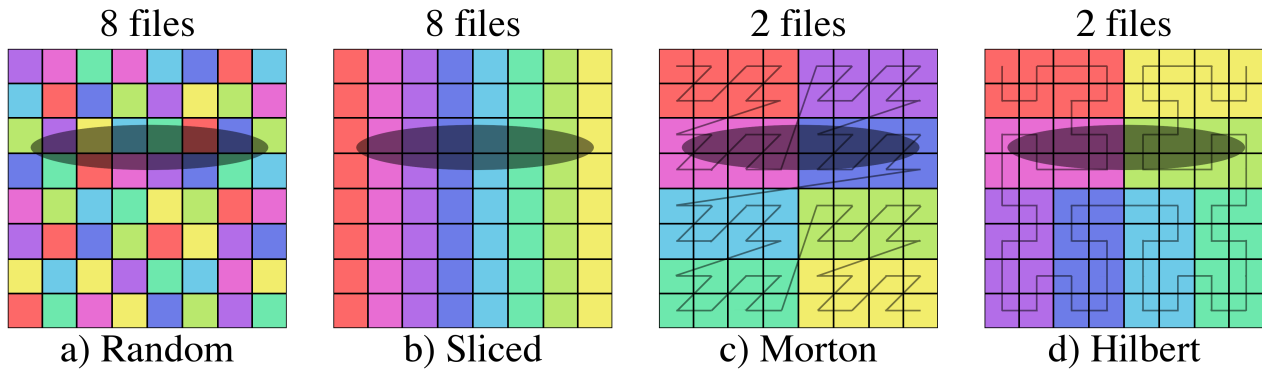 8 files
8 files
2 files
2 files
a) Random
b) Sliced
c) Morton
d) Hilbert